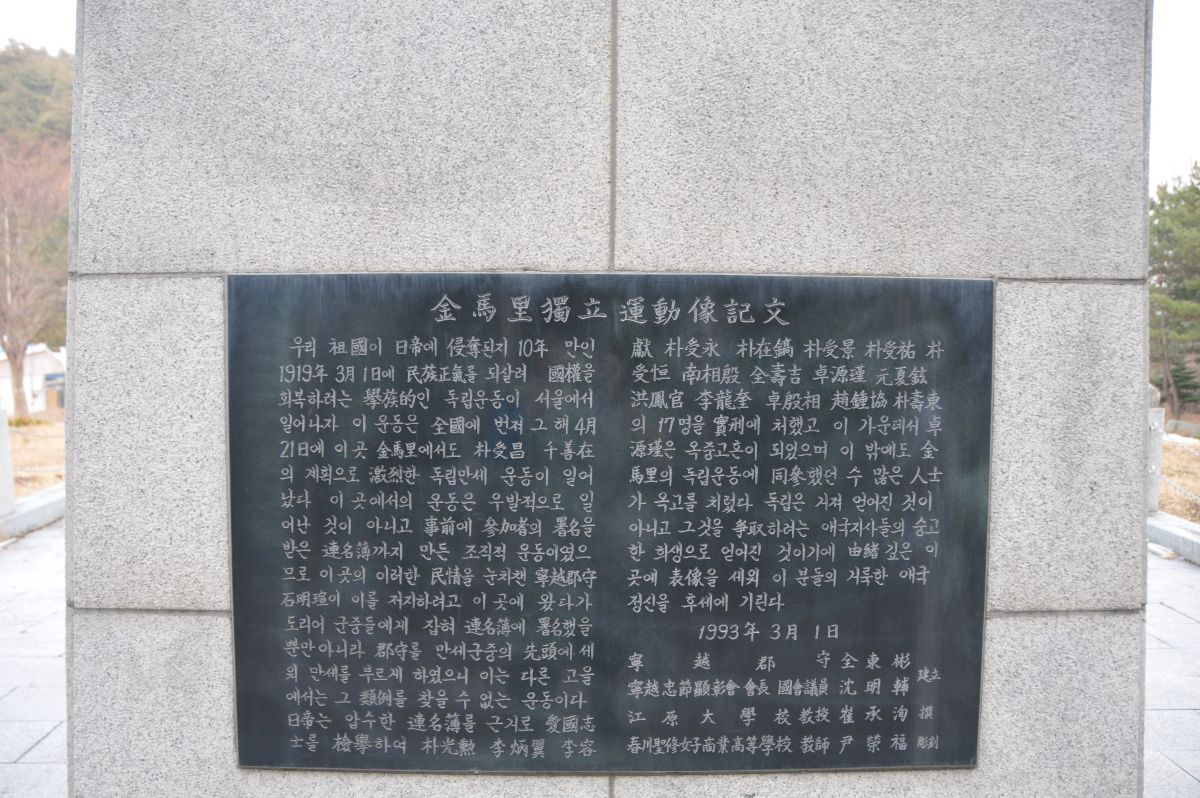 金馬里獨立運動像記文
우리 祖國이 日帝에 侵奪된지 10年 만인
1919年 3月 1日에 民族正氣를 되살려 國權을
회복하려는 擧族的인 독립운동이 서울에서
일어나자 이 운동은 全國에 번져 그 해 4月
21日에 이 곳 金馬里에서도 朴受昌 千善在
의 계획으로 激烈한 독립만세 운동이 일어
났다 이 곳에서의 운동은 우발적으로 일
어난 것이 아니고 事前에 參加者의 署名을
받은 連名簿까지 만든 조직적 운동이었으
므로 이 곳의 이러한 民情을 눈치챈 寧越郡守
石明瑄이 이를 저지하려고 이 곳에 왔다가
도리어 군중들에게 잡혀 連名簿에 署名했을
뿐만아니라 郡守를 만세군중의 先頭에 세
워 만세를 부르게 하였으니 이는 다른 고을
에서는 그 類例를 찾을 수 없는 운동이다
日帝는 압수한 連名簿를 근거로 愛國志
士를 檢擧하여 朴光勲 李炳翼 李容
獻 朴受永 朴在鎬 朴受景 朴受祐 朴
受恒 南相殷 全壽吉 卓源瑾 元夏鉉
洪鳳官 李龍奎 卓殷相 趙鍾協 朴壽東
의 17명을 實刑에 처했고 이 가운데서 卓
源瑾은 옥중고혼이 되었으며 이 밖에도 金
馬里의 독립운동에 同參했던 수 많은 人士
가 옥고를 치렀다 독립은 거져 얻어진 것이
아니고 그것을 爭取하려는 애국지사들의 숭고
한 희생으로 얻어진 것이기에 由緖 깊은 이
곳에 表像을 세워 이 분들의 거룩한 애국
정신을 후세에 기린다
1993年 3月 1日
寧越郡守 全東彬
寧越忠節顯彰會 會長 國會議員 沈明輔 建立
江原大學校 敎授 崔承洵 撰
春川聖修女子商業高等學校 敎師 尹榮福 彫刻